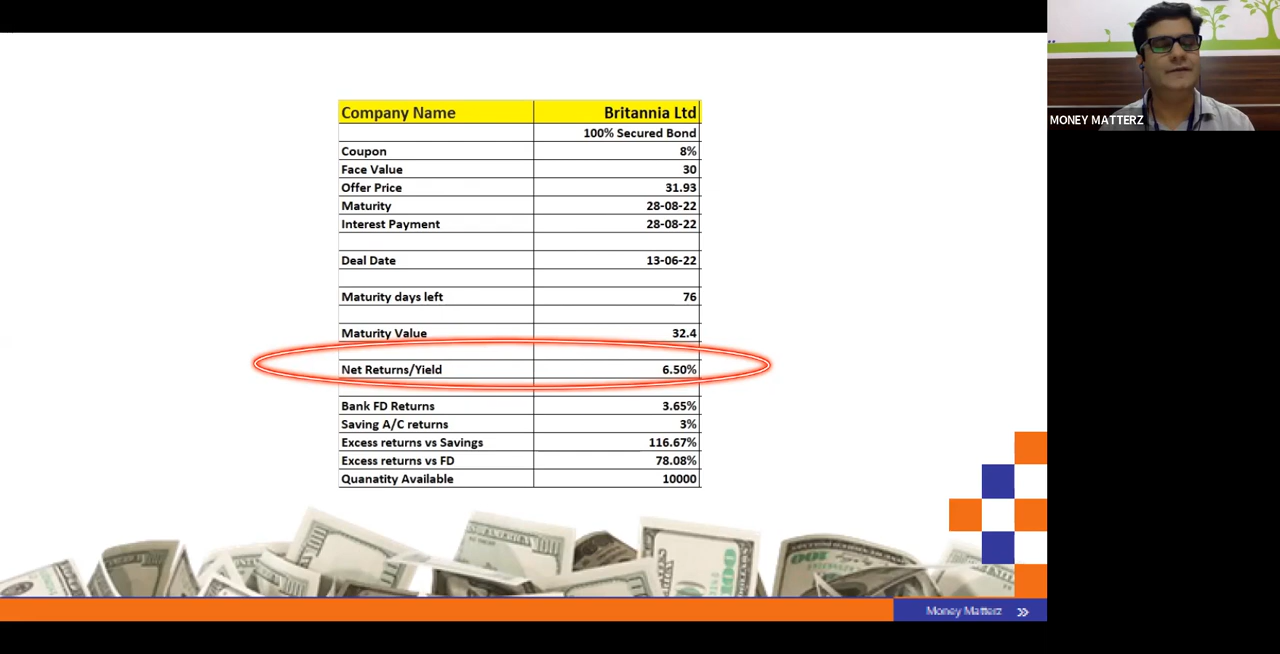 Company Name Britannia Ltd
100% Secured Bond
Coupon 8%
Face Value 30
Offer Price 31.93
Maturity 28-08-22
Interest Payment 28-08-22
Deal Date 13-06-22
Maturity days left 76
Maturity Value 32.4
Net Returns/Yield 6.50%
Bank FD Returns 3.65%
Saving A/C returns 3%
Excess returns vs Savings 116.67%
Excess returns vs FD 78.08%
Quanatity Available 10000
Money Matterz
MONEY MATTERZ